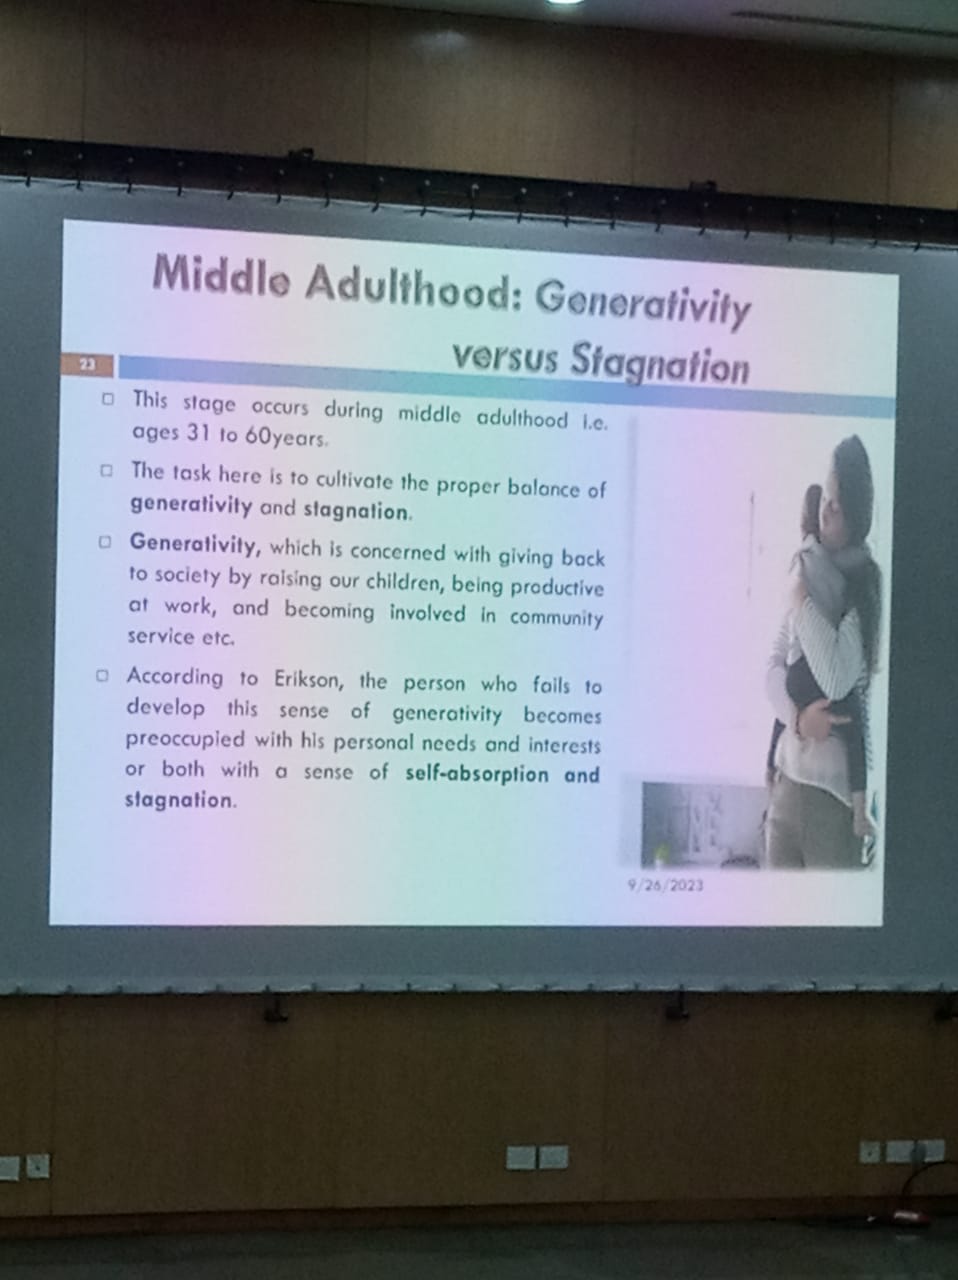 Middle Adulthood: Generativity
versus Stagnation
23
This stage occurs during middle adulthood i.e.
ages 31 to 60years.
The task here is to cultivate the proper balance of
generativity and stagnation.
Generativity, which is concerned with giving back
to society by raising our children, being productive
at work, and becoming involved in community
service etc.
According to Erikson, the person who fails to
develop this sense of generativity becomes
preoccupied with his personal needs and interests
or both with a sense of self-absorption and
stagnation.
9/26/2023